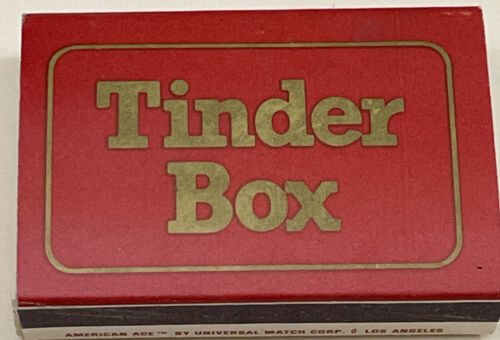 Tinder
Box
AMERICAN ACE™ BY UNIVERSAL MATCH CORP. LOS ANGELES